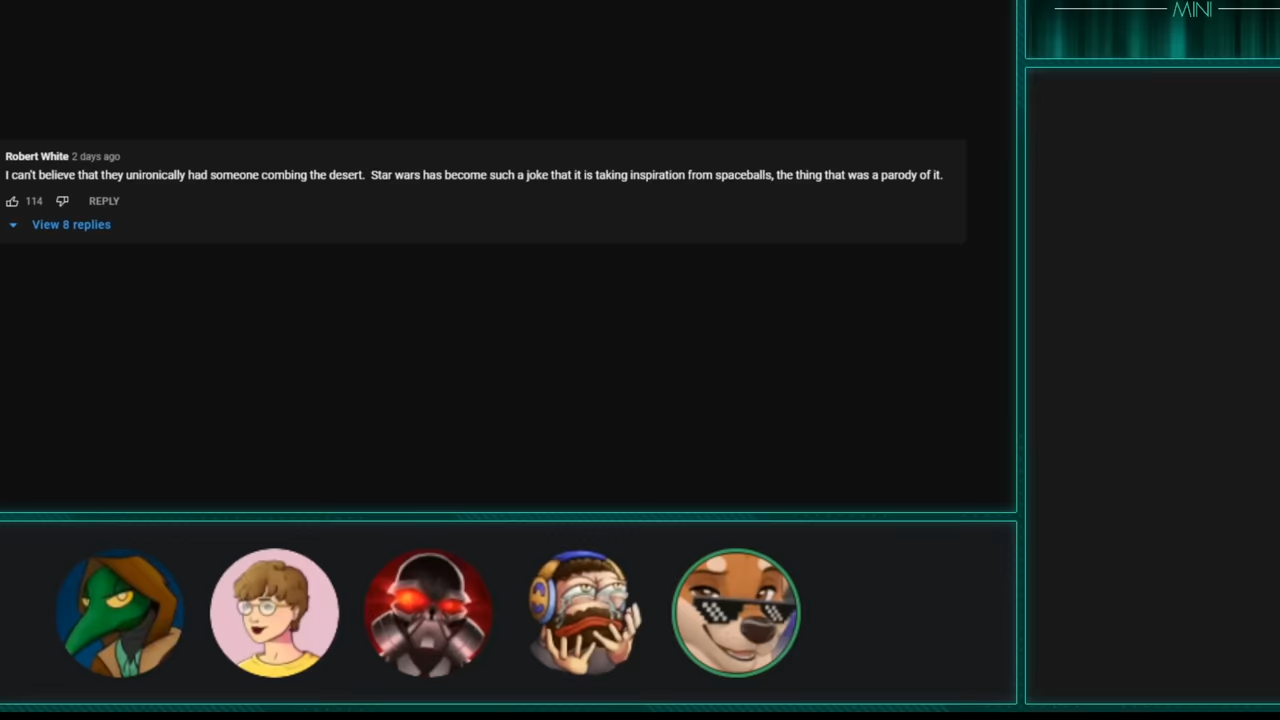 MINI
Robert White 2 days ago
I can't believe that they unironically had someone combing the desert.  Star wars has become such a joke that it is taking inspiration from spaceballs, the thing that was a parody of it.
114 REPLY
View 8 replies